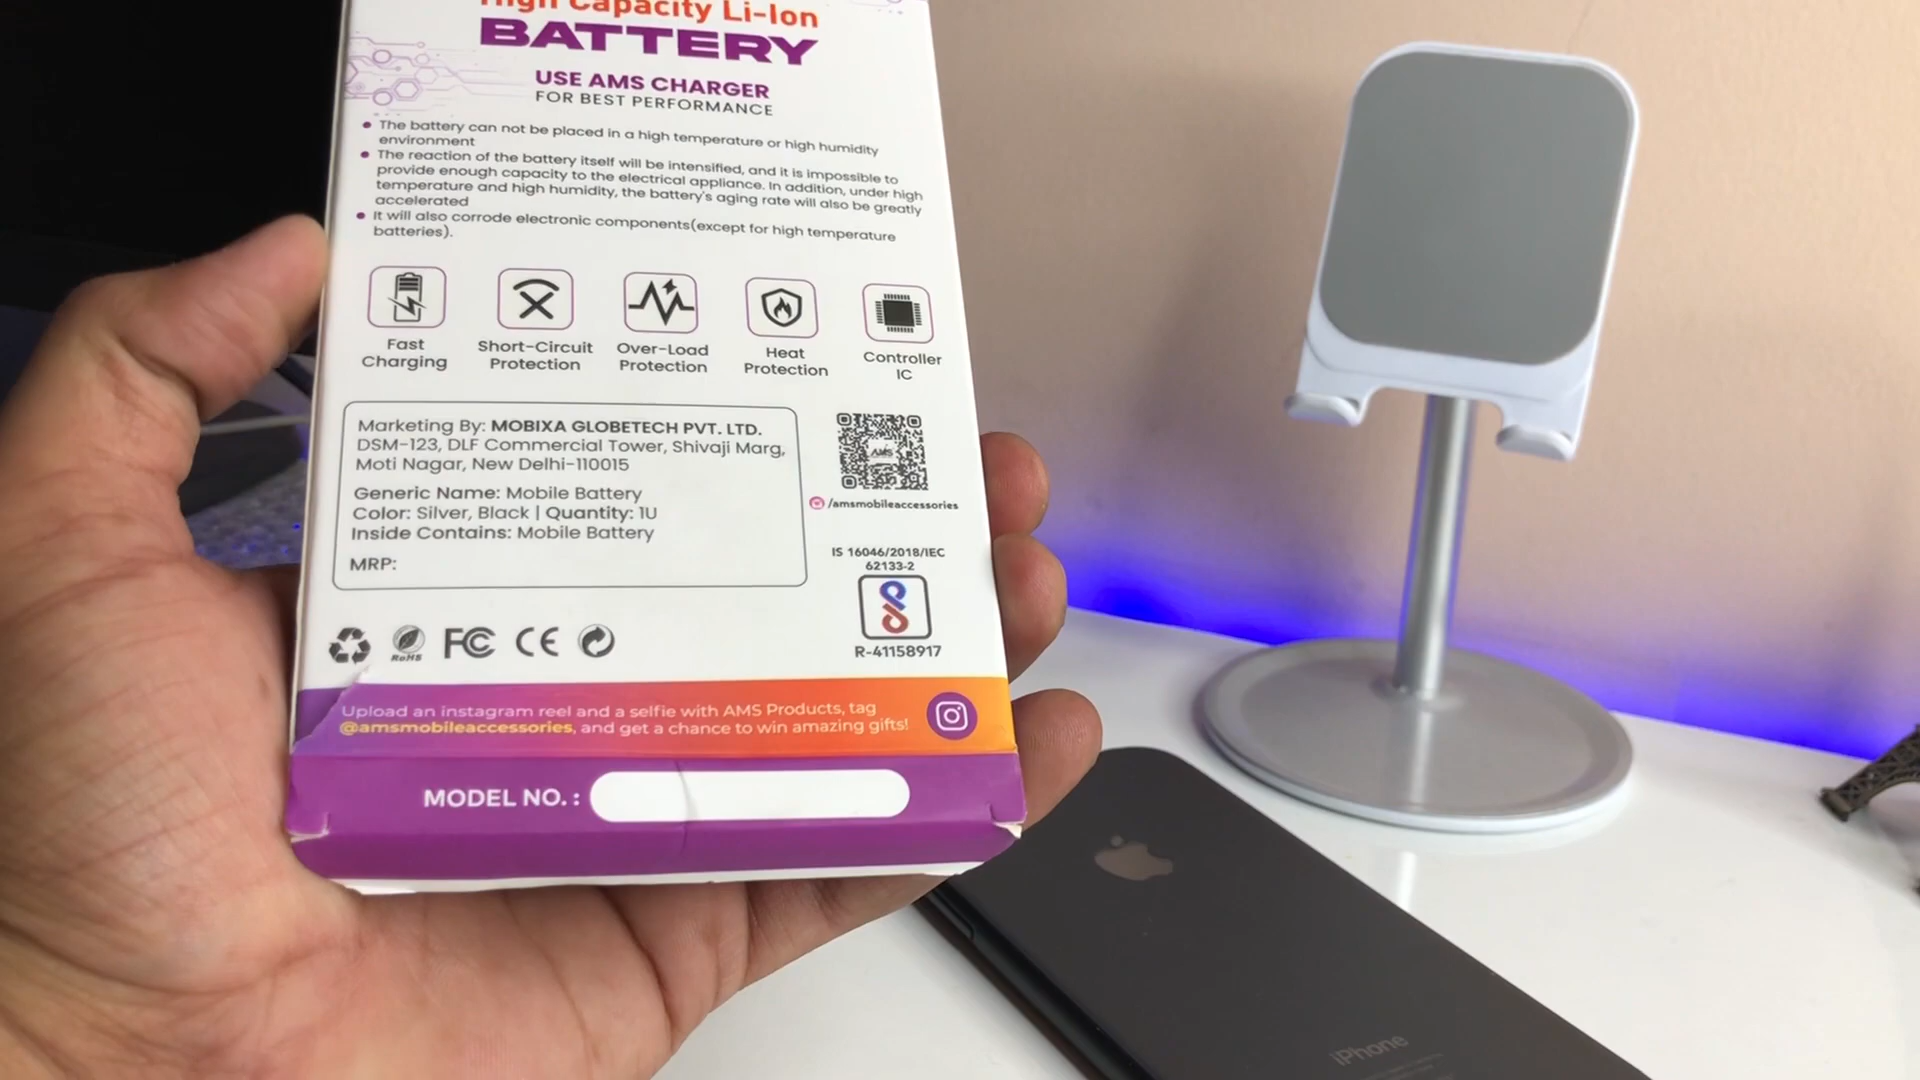 High Capacity Li-Ion
BATTERY
USE AMS CHARGER
FOR BEST PERFORMANCE
The battery can not be placed in a high temperature or high humidity
environment
The reaction of the battery itself will be intensified, and it is impossible to
provide enough capacity to the electrical appliance. In addition, under high
temperature and high humidity, the battery's aging rate will also be greatly
accelerated
It will also corrode electronic components(except for high temperature
batteries).
Fast
Charging
Short-Circuit
Protection
Over-Load
Protection
Heat
Protection
Controller
IC
Marketing By: MOBIXA GLOBETECH PVT. LTD.
DSM-123, DLF Commercial Tower, Shivaji Marg,
Moti Nagar, New Delhi-110015
Generic Name: Mobile Battery
Color: Silver, Black | Quantity: 1U
Inside Contains: Mobile Battery
MRP:
AMS
/amsmobileaccessories
IS 16046/2018/IEC
62133-2
R-41158917
RoHS
FC
CE
Upload an instagram reel and a selfie with AMS Products, tag
@amsmobileaccessories, and get a chance to win amazing gifts!
MODEL NO. :
iPhone